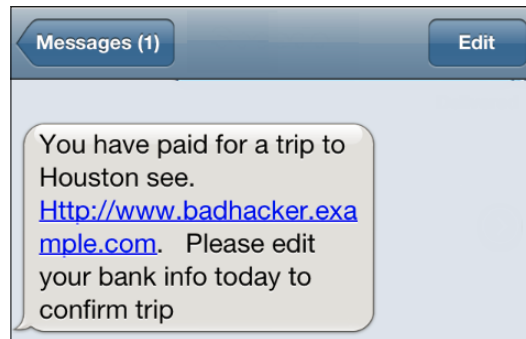 Messages (1)
Edit
You have paid for a trip to
Houston see.
Http://www.badhacker.exa
mple.com.   Please edit
your bank info today to
confirm trip